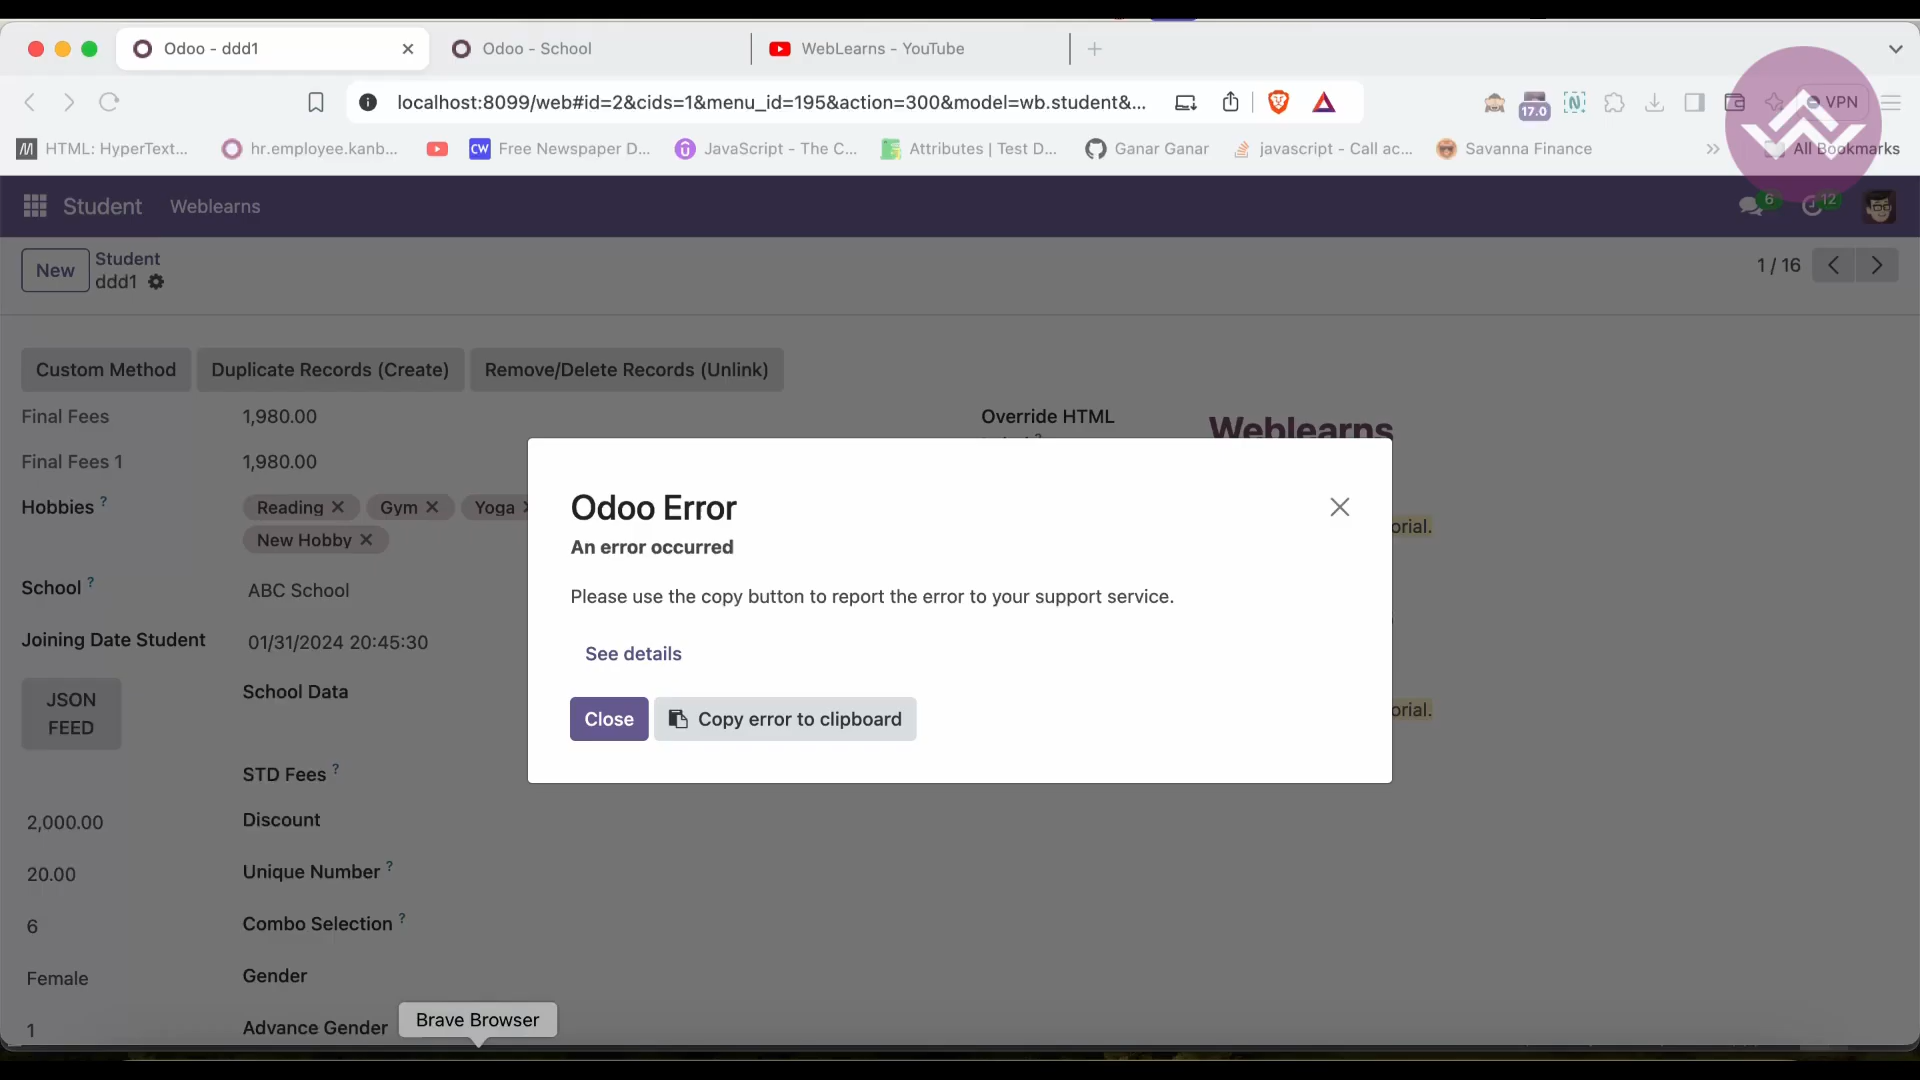 Odoo - ddd1
Odoo - School
WebLearns - YouTube
localhost:8099/web#id=2&cids=1&menu_id=195&action=300&model=wb.student&...
17.0
VPN
HTML: HyperText...
hr.employee.kanb...
CW Free Newspaper D...
JavaScript - The C...
Attributes | Test D...
Ganar Ganar
javascript - Call ac...
Savanna Finance
All Bookmarks
Student
Weblearns
6
12
New
Student
ddd1
1 / 16
Custom Method
Duplicate Records (Create)
Remove/Delete Records (Unlink)
Final Fees
1,980.00
Override HTML
Weblearns
Final Fees 1
1,980.00
Hobbies ?
Reading
Gym
Yoga
New Hobby
orial.
School ?
ABC School
Joining Date Student
01/31/2024 20:45:30
JSON
FEED
School Data
orial.
STD Fees ?
2,000.00
Discount
20.00
Unique Number ?
6
Combo Selection ?
Female
Gender
1
Advance Gender
Odoo Error
An error occurred
Please use the copy button to report the error to your support service.
See details
Close
Copy error to clipboard
Brave Browser